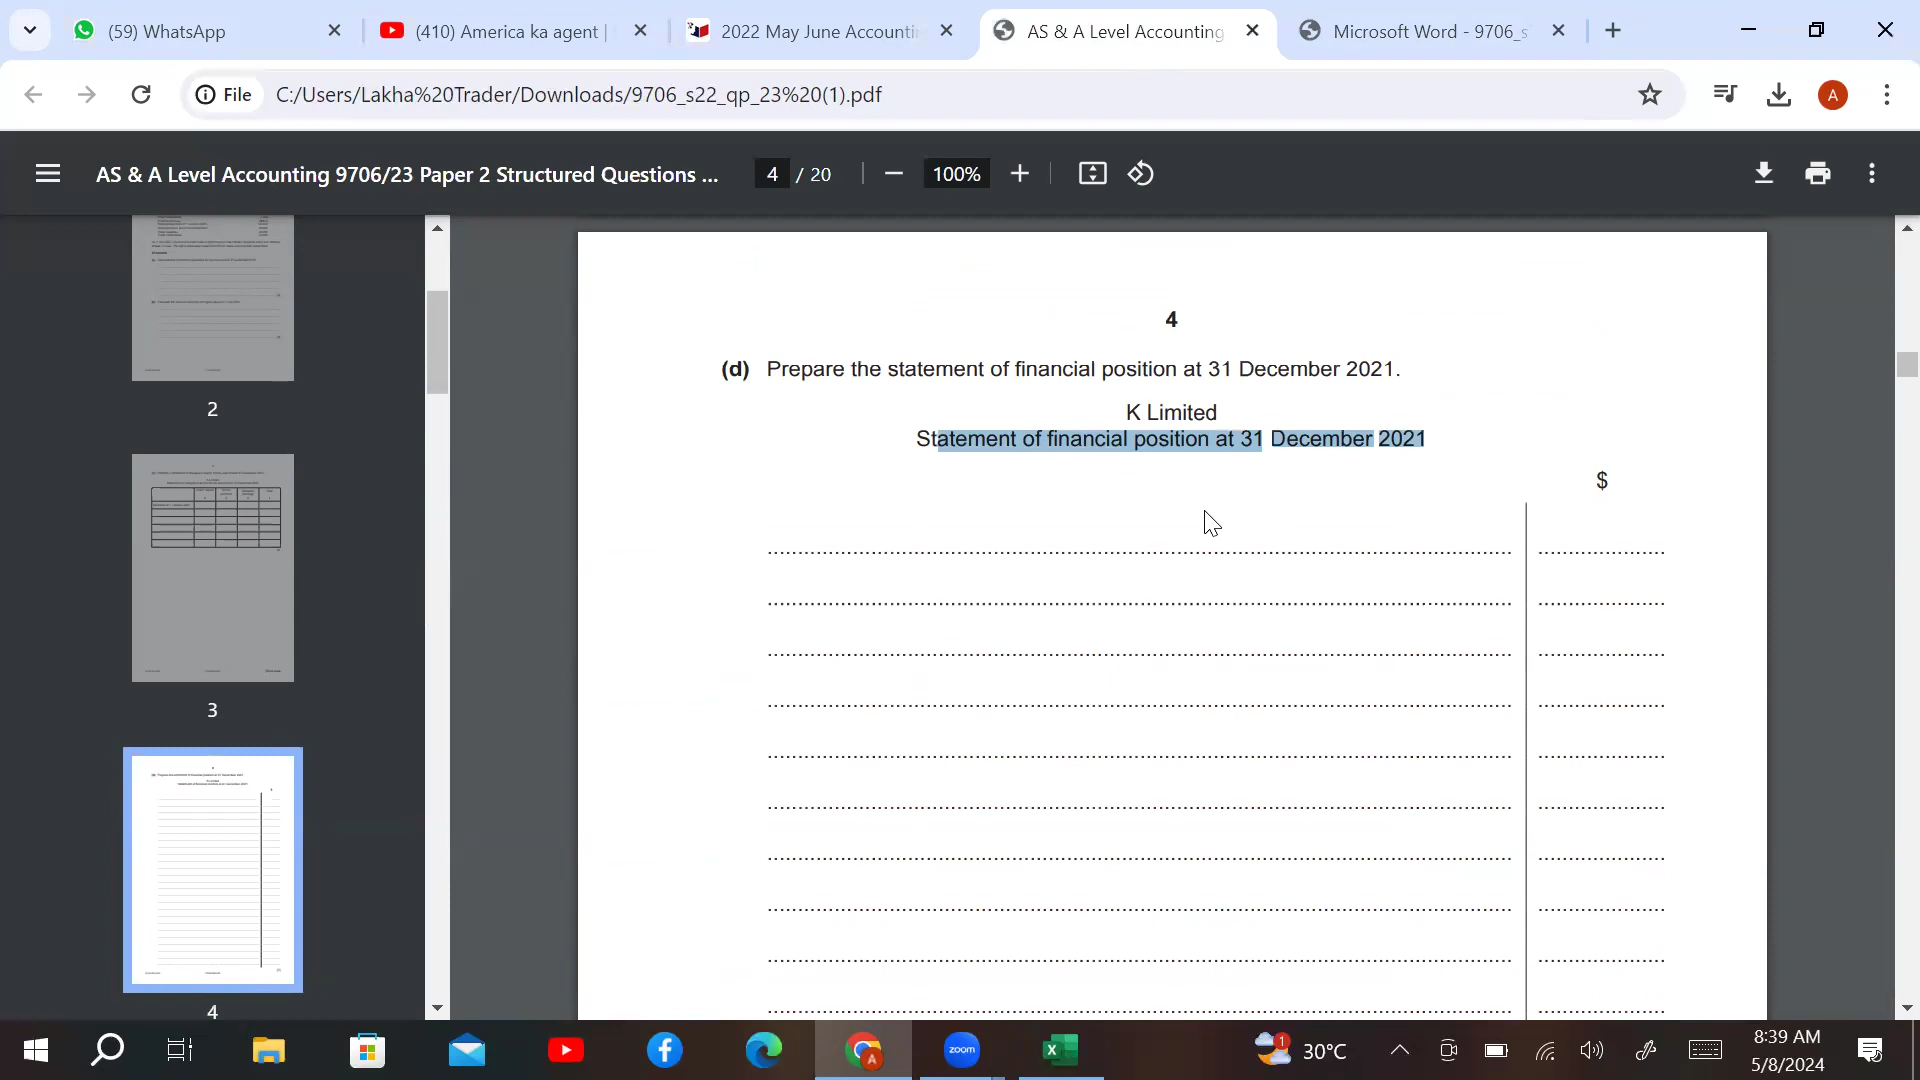 (59) WhatsApp
(410) America ka agent |
2022 May June Accounti
AS & A Level Accounting
Microsoft Word - 9706_s
File
C:/Users/Lakha%20Trader/Downloads/9706_s22_qp_23%20(1).pdf
A
AS & A Level Accounting 9706/23 Paper 2 Structured Questions ...
4 / 20
100%
2
3
4
4
(d) Prepare the statement of financial position at 31 December 2021.
K Limited
Statement of financial position at 31 December 2021
$
A
zoom
1
30°C
8:39 AM
5/8/2024